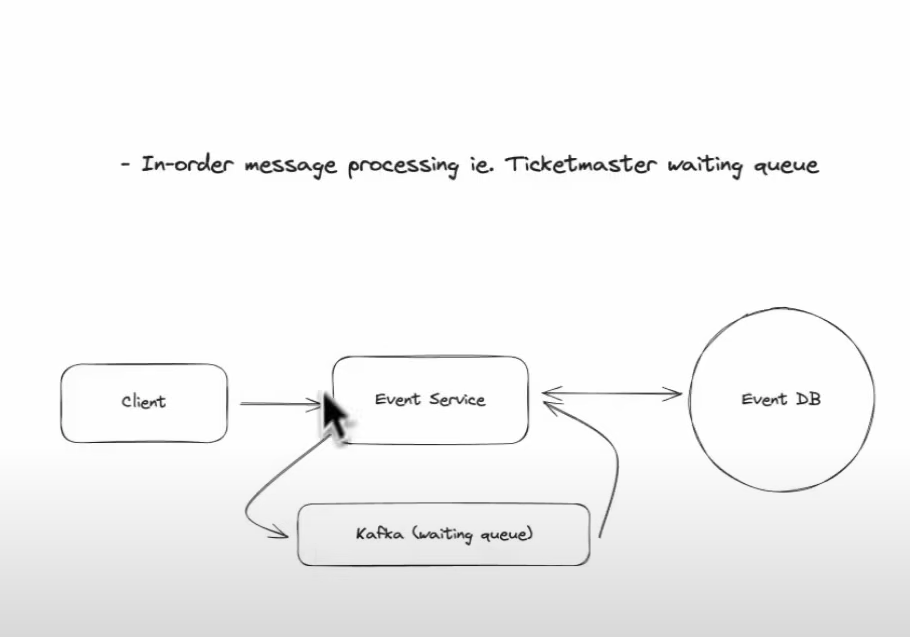 - In-order message processing ie. Ticketmaster waiting queue
Client
Event Service
Event DB
Kafka (waiting queue)